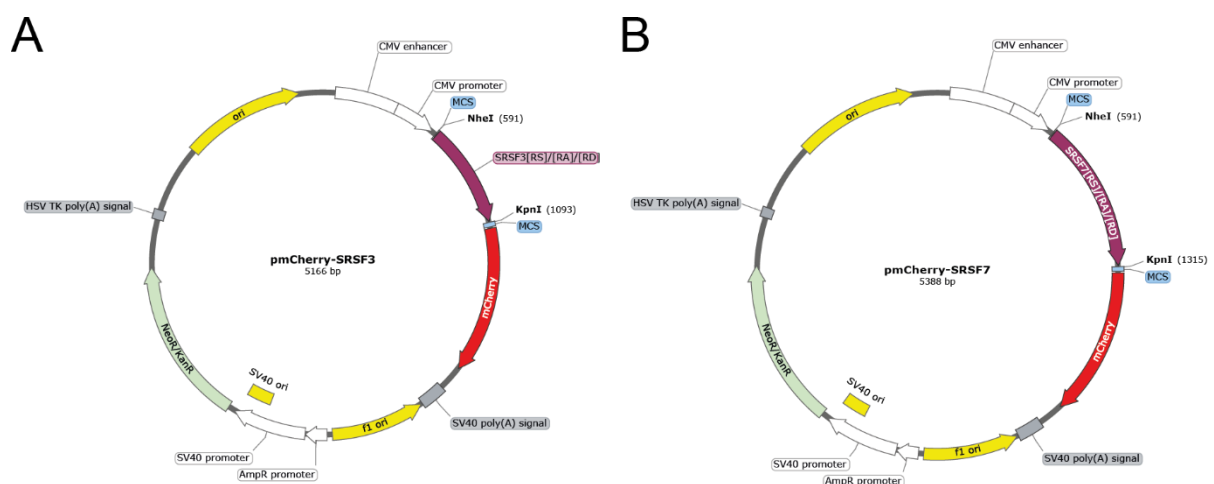 A
CMV enhancer
CMV promoter
MCS
NheI (591)
SRSF3[RS]/[RA]/[RD]
KpnI (1093)
MCS
mCherry
SV40 poly(A) signal
f1 ori
AmpR promoter
SV40 promoter
SV40 ori
NeoR/KanR
HSV TK poly(A) signal
ori
pmCherry-SRSF3
5166 bp
B
CMV enhancer
CMV promoter
MCS
NheI (591)
SRSF7[RS]/[RA]/[RD]
KpnI (1315)
MCS
mCherry
SV40 poly(A) signal
f1 ori
AmpR promoter
SV40 promoter
SV40 ori
NeoR/KanR
HSV TK poly(A) signal
ori
pmCherry-SRSF7
5388 bp